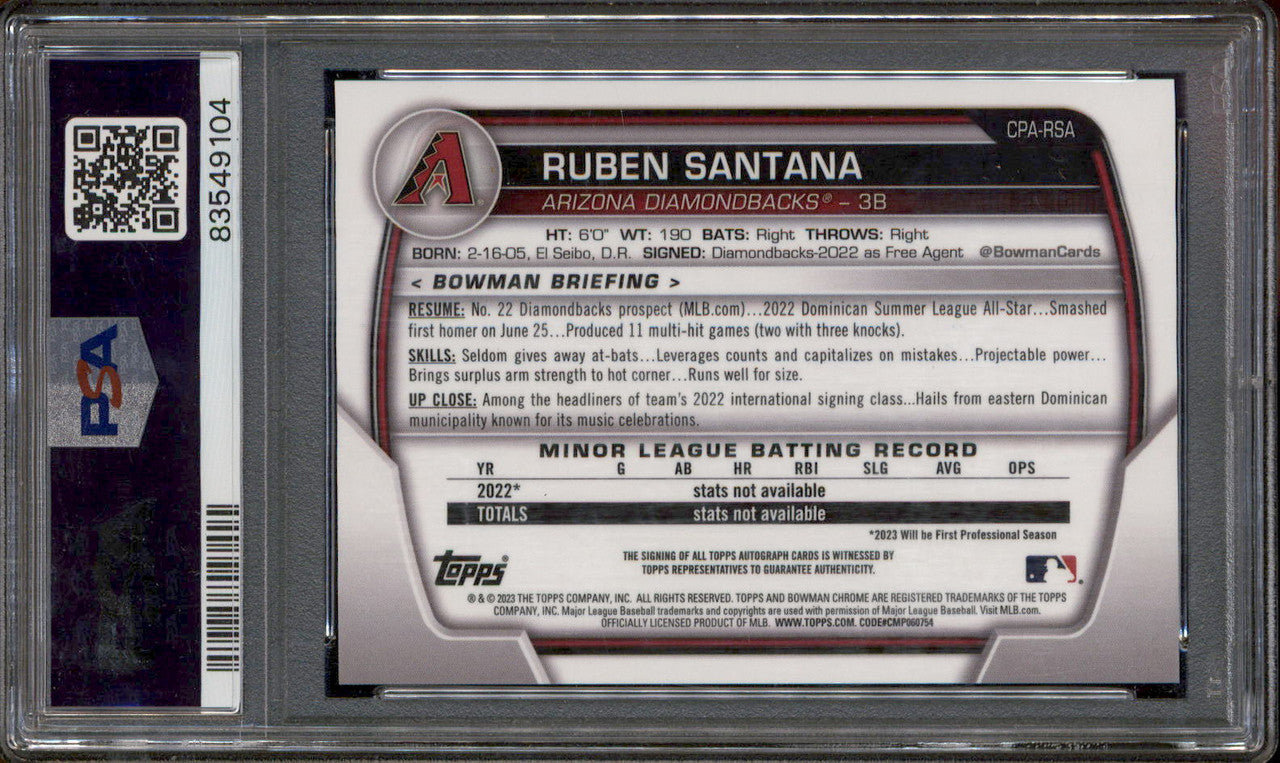 83549104
PSA
CPA-RSA
RUBEN SANTANA
ARIZONA DIAMONDBACKS® – 3B
HT: 6'0" WT: 190 BATS: Right THROWS: Right
BORN: 2-16-05, El Seibo, D.R. SIGNED: Diamondbacks-2022 as Free Agent @BowmanCards
< BOWMAN BRIEFING >
RESUME: No. 22 Diamondbacks prospect (MLB.com)...2022 Dominican Summer League All-Star...Smashed
first homer on June 25...Produced 11 multi-hit games (two with three knocks).
SKILLS: Seldom gives away at-bats...Leverages counts and capitalizes on mistakes...Projectable power...
Brings surplus arm strength to hot corner...Runs well for size.
UP CLOSE: Among the headliners of team's 2022 international signing class...Hails from eastern Dominican
municipality known for its music celebrations.
MINOR LEAGUE BATTING RECORD
YR G AB HR RBI SLG AVG OPS
2022* stats not available
TOTALS stats not available
*2023 Will be First Professional Season
Topps®
THE SIGNING OF ALL TOPPS AUTOGRAPH CARDS IS WITNESSED BY
TOPPS REPRESENTATIVES TO GUARANTEE AUTHENTICITY.
® & © 2023 THE TOPPS COMPANY, INC. ALL RIGHTS RESERVED. TOPPS AND BOWMAN CHROME ARE REGISTERED TRADEMARKS OF THE TOPPS
COMPANY, INC. Major League Baseball trademarks and copyrights are used with permission of Major League Baseball. Visit MLB.com.
OFFICIALLY LICENSED PRODUCT OF MLB. WWW.TOPPS.COM. CODE#CMP060754